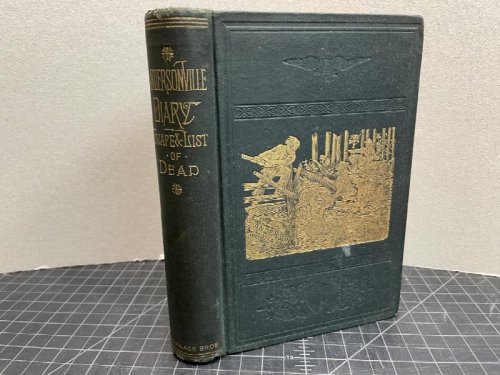 ANDERSONVILLE
DIARY
ESCAPE & LIST
OF
DEAD